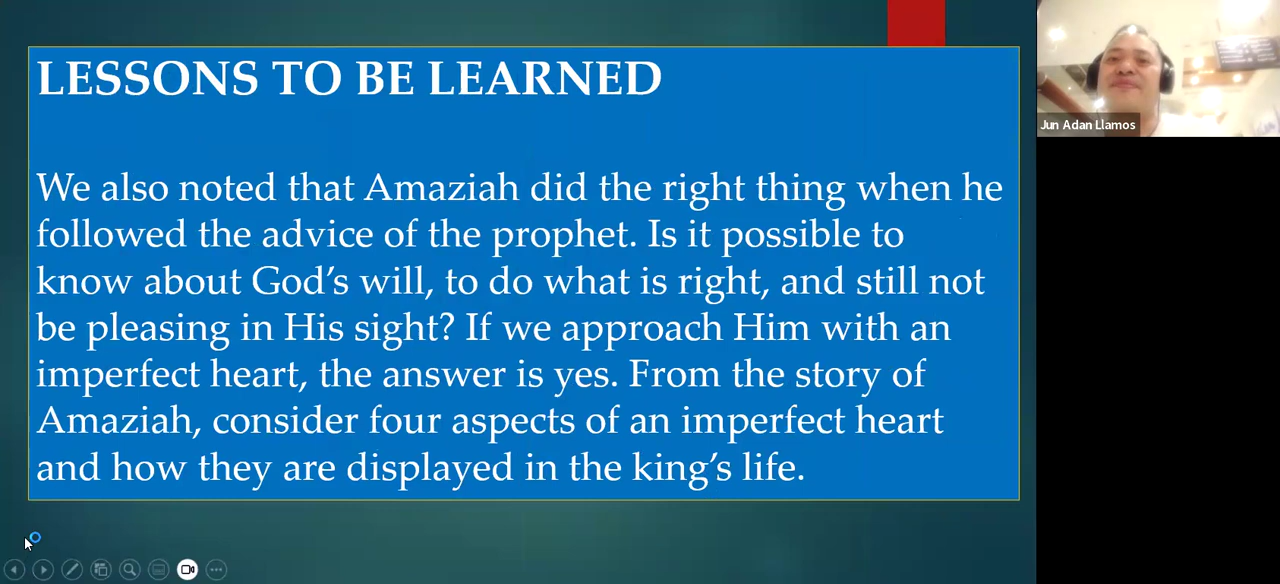 LESSONS TO BE LEARNED
We also noted that Amaziah did the right thing when he
followed the advice of the prophet. Is it possible to
know about God’s will, to do what is right, and still not
be pleasing in His sight? If we approach Him with an
imperfect heart, the answer is yes. From the story of
Amaziah, consider four aspects of an imperfect heart
and how they are displayed in the king’s life.
Jun Adan Llamos